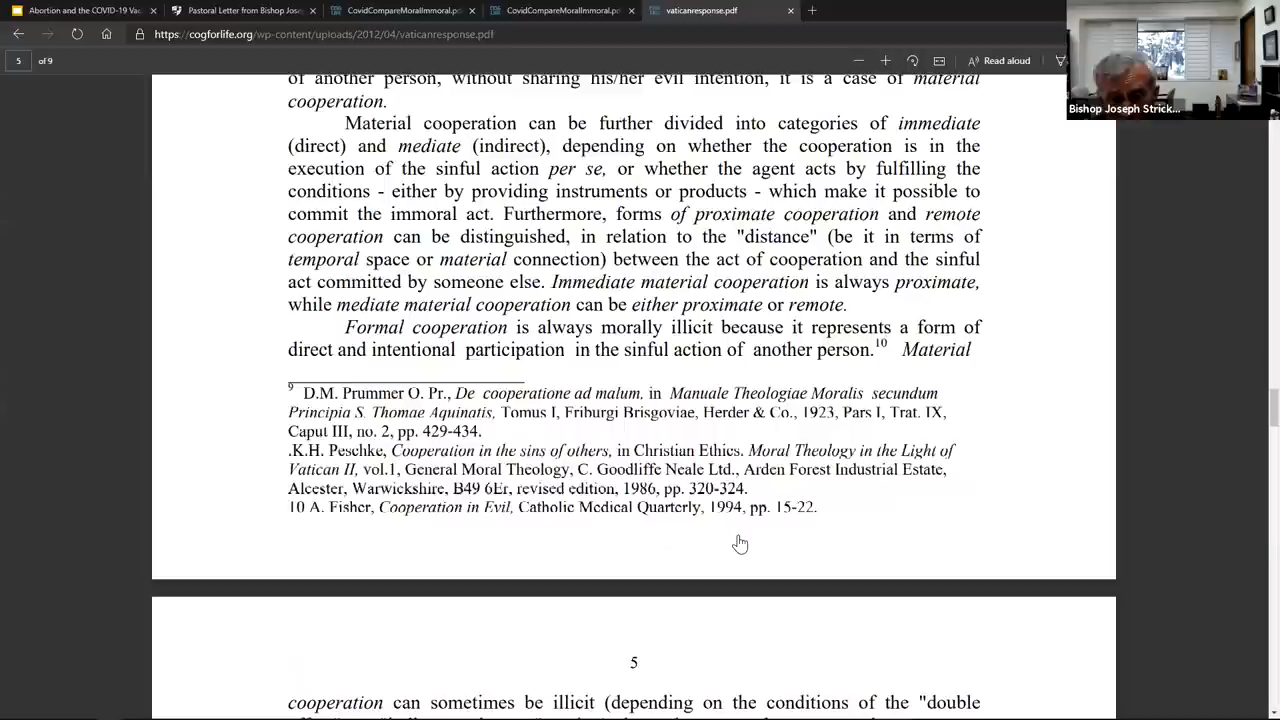 Abortion and the COVID-19 Vac
Pastoral Letter from Bishop Josep
CovidCompareMoralImmoral.pd
CovidCompareMoralImmoral.pdf
vaticanresponse.pdf
https://cogforlife.org/wp-content/uploads/2012/04/vaticanresponse.pdf
5 of 9
Read aloud
Bishop Joseph Strick...
of another person, without sharing his/her evil intention, it is a case of material
cooperation.
Material cooperation can be further divided into categories of immediate
(direct) and mediate (indirect), depending on whether the cooperation is in the
execution of the sinful action per se, or whether the agent acts by fulfilling the
conditions - either by providing instruments or products - which make it possible to
commit the immoral act. Furthermore, forms of proximate cooperation and remote
cooperation can be distinguished, in relation to the "distance" (be it in terms of
temporal space or material connection) between the act of cooperation and the sinful
act committed by someone else. Immediate material cooperation is always proximate,
while mediate material cooperation can be either proximate or remote.
Formal cooperation is always morally illicit because it represents a form of
direct and intentional participation in the sinful action of another person.10 Material
9 D.M. Prummer O. Pr., De cooperatione ad malum, in Manuale Theologiae Moralis secundum
Principia S. Thomae Aquinatis, Tomus I, Friburgi Brisgoviae, Herder & Co., 1923, Pars I, Trat. IX,
Caput III, no. 2, pp. 429-434.
.K.H. Peschke, Cooperation in the sins of others, in Christian Ethics. Moral Theology in the Light of
Vatican II, vol.1, General Moral Theology, C. Goodliffe Neale Ltd., Arden Forest Industrial Estate,
Alcester, Warwickshire, B49 6Er, revised edition, 1986, pp. 320-324.
10 A. Fisher, Cooperation in Evil, Catholic Medical Quarterly, 1994, pp. 15-22.
5
cooperation can sometimes be illicit (depending on the conditions of the "double